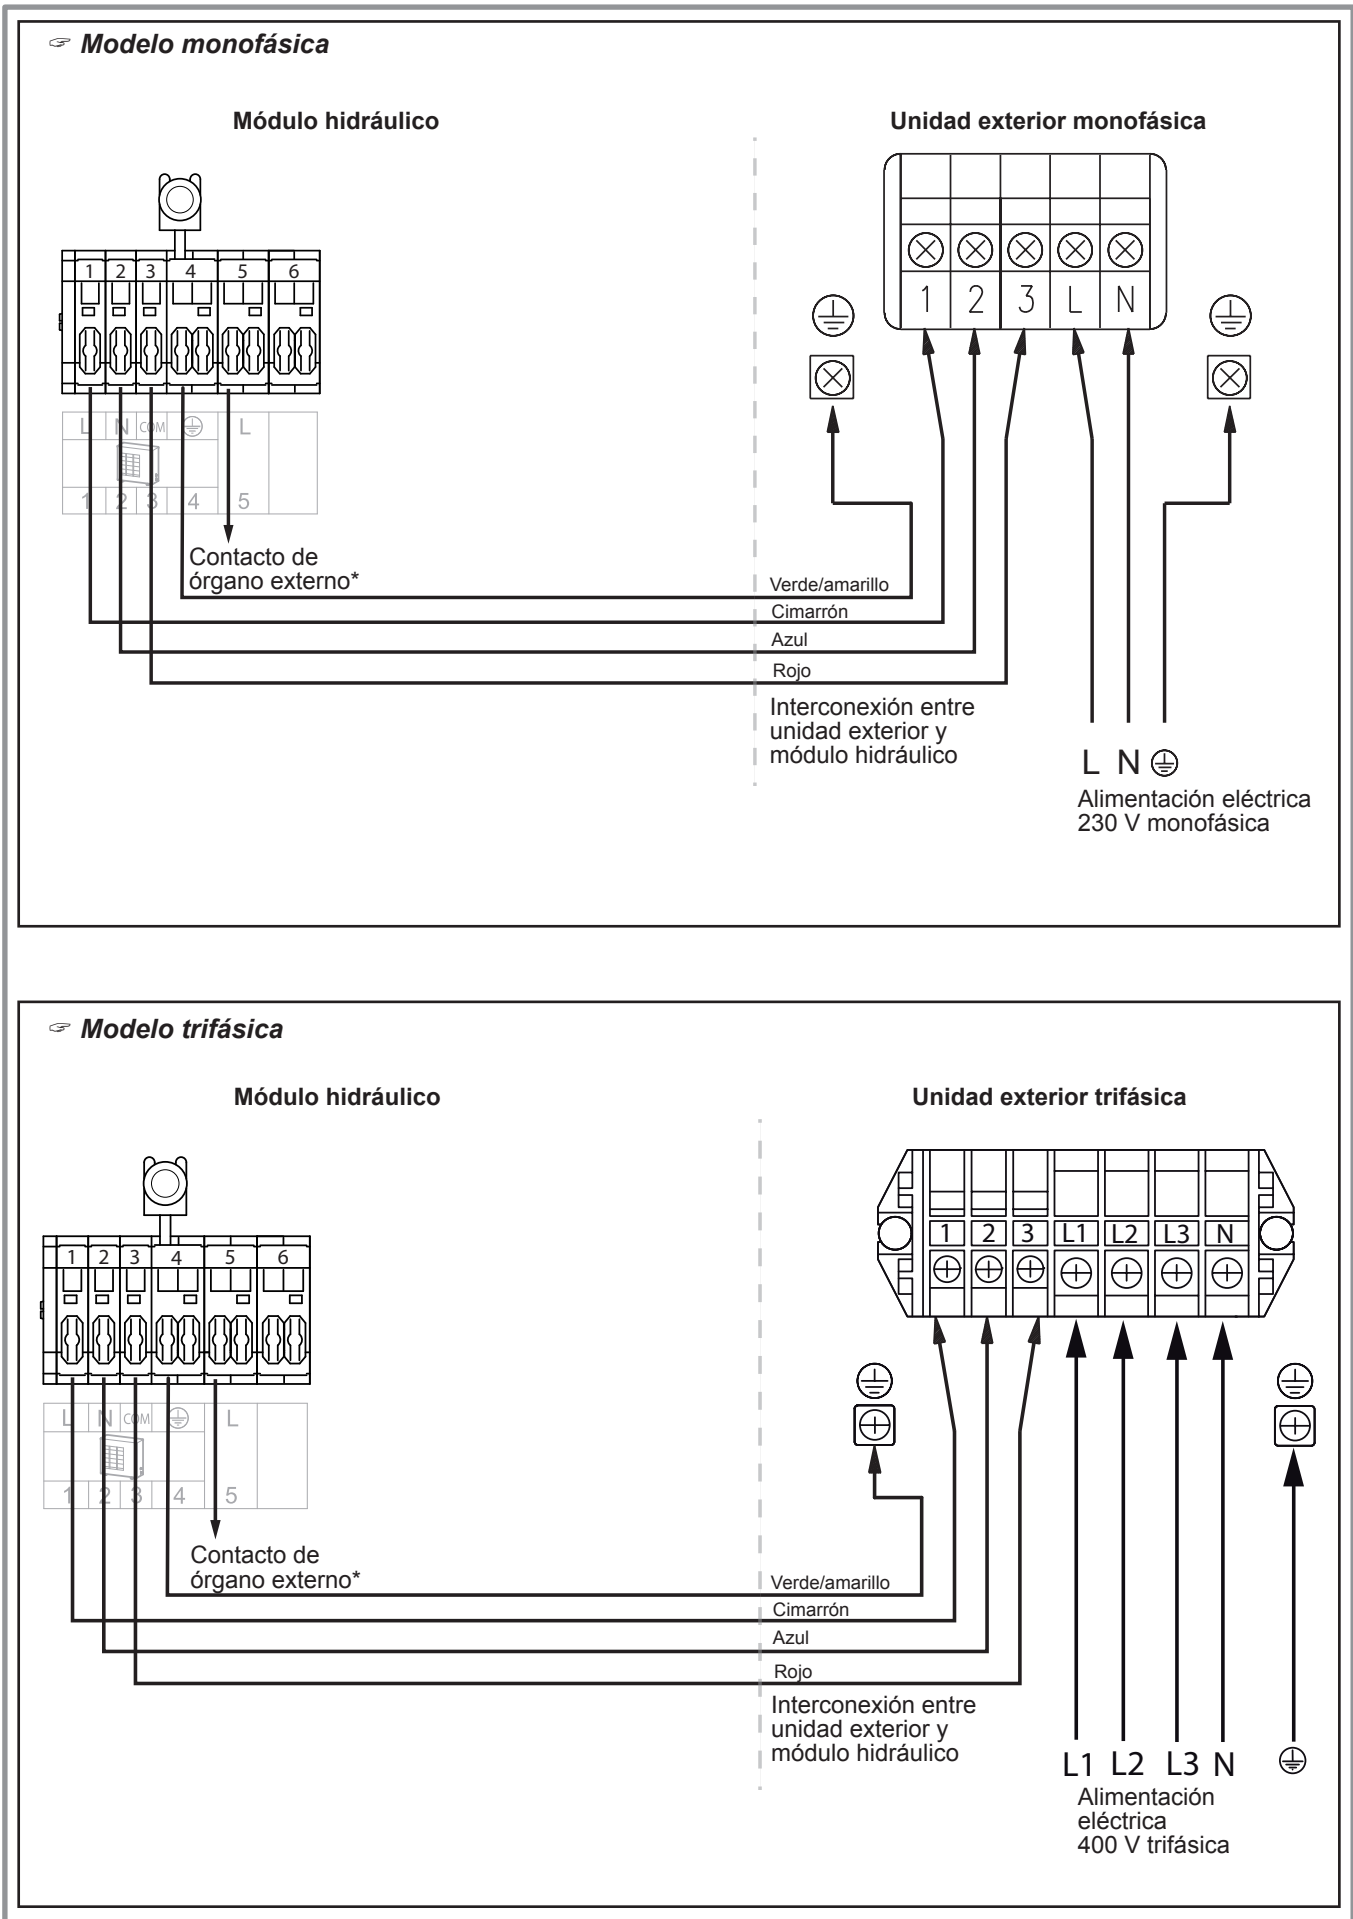 ☞ Modelo monofásica
Módulo hidráulico
Unidad exterior monofásica
1 2 3 4 5 6
1 2 3 L N
L N COM L
1 2 3 4 5
Contacto de
órgano externo*
Verde/amarillo
Cimarrón
Azul
Rojo
Interconexión entre
unidad exterior y
módulo hidráulico
L N
Alimentación eléctrica
230 V monofásica
☞ Modelo trifásica
Módulo hidráulico
Unidad exterior trifásica
1 2 3 L1 L2 L3 N
1 2 3 4 5 6
L N COM L
1 2 3 4 5
Contacto de
órgano externo*
Verde/amarillo
Cimarrón
Azul
Rojo
Interconexión entre
unidad exterior y
módulo hidráulico
L1 L2 L3 N
Alimentación
eléctrica
400 V trifásica